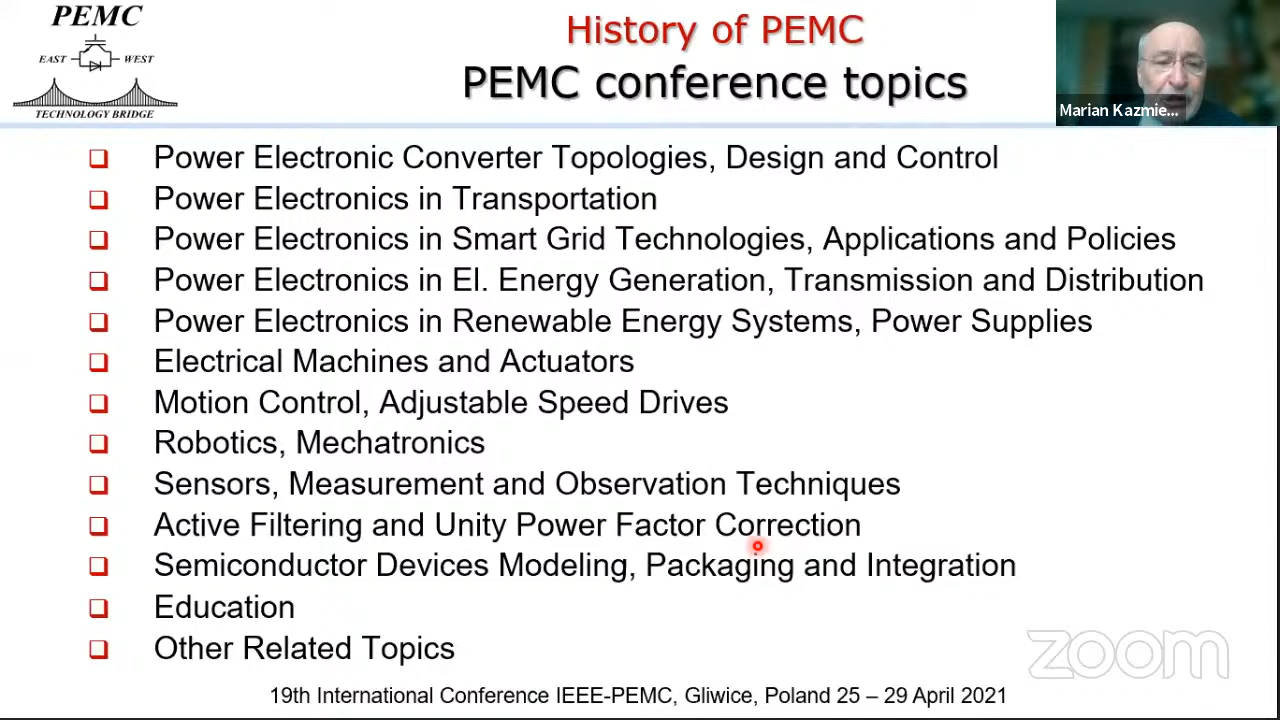 PEMC
EAST WEST
TECHNOLOGY BRIDGE
History of PEMC
PEMC conference topics
Marian Kazmie...
Power Electronic Converter Topologies, Design and Control
Power Electronics in Transportation
Power Electronics in Smart Grid Technologies, Applications and Policies
Power Electronics in El. Energy Generation, Transmission and Distribution
Power Electronics in Renewable Energy Systems, Power Supplies
Electrical Machines and Actuators
Motion Control, Adjustable Speed Drives
Robotics, Mechatronics
Sensors, Measurement and Observation Techniques
Active Filtering and Unity Power Factor Correction
Semiconductor Devices Modeling, Packaging and Integration
Education
Other Related Topics
zoom
19th International Conference IEEE-PEMC, Gliwice, Poland 25 – 29 April 2021